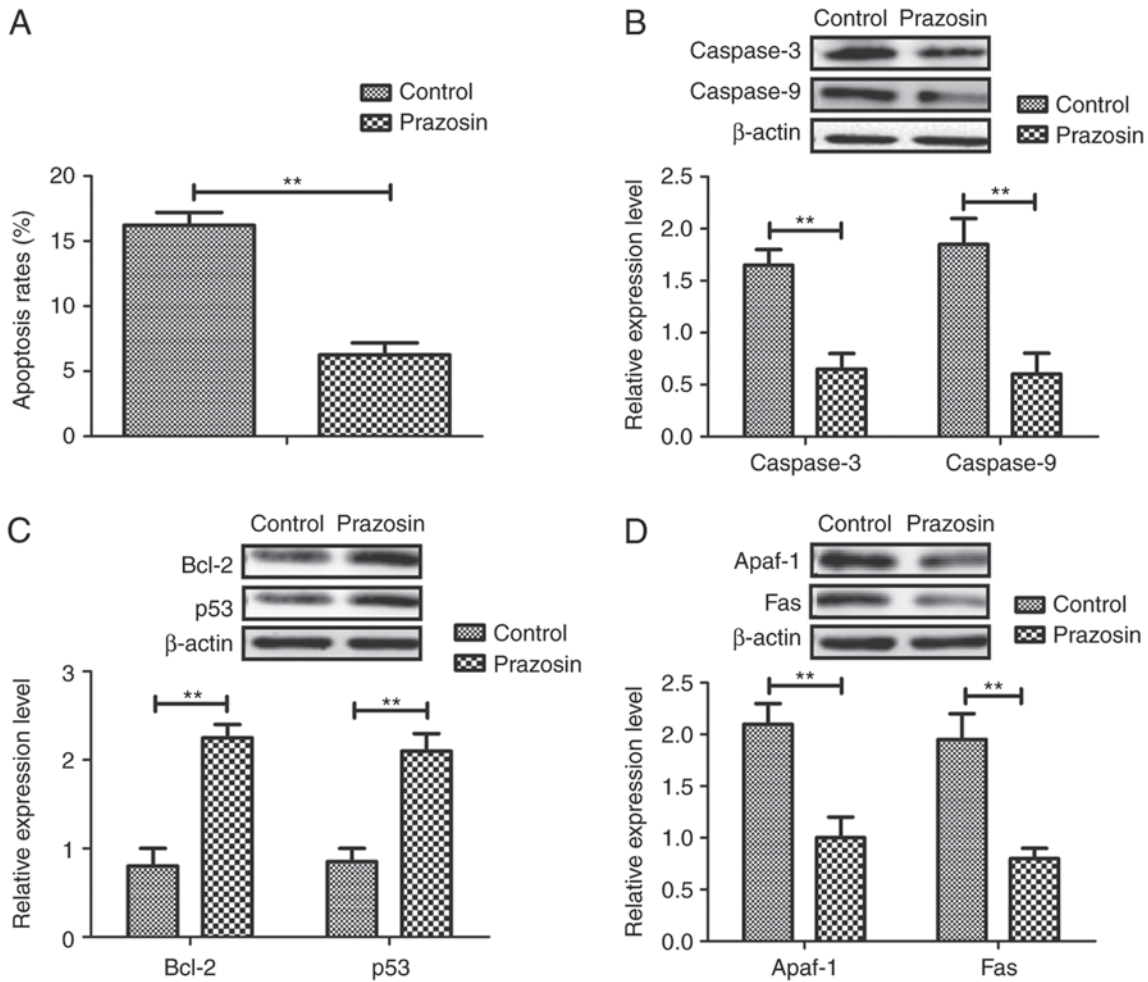 A
Control
Prazosin
20
15
10
5
0
Apoptosis rates (%)
**
B
Control Prazosin
Caspase-3
Caspase-9
β-actin
Control
Prazosin
2.5
2.0
1.5
1.0
0.5
0.0
Relative expression level
**
**
Caspase-3 Caspase-9
C
Control Prazosin
Bcl-2
p53
β-actin
Control
Prazosin
3
2
1
0
Relative expression level
**
**
Bcl-2 p53
D
Control Prazosin
Apaf-1
Fas
β-actin
Control
Prazosin
2.5
2.0
1.5
1.0
0.5
0.0
Relative expression level
**
**
Apaf-1 Fas